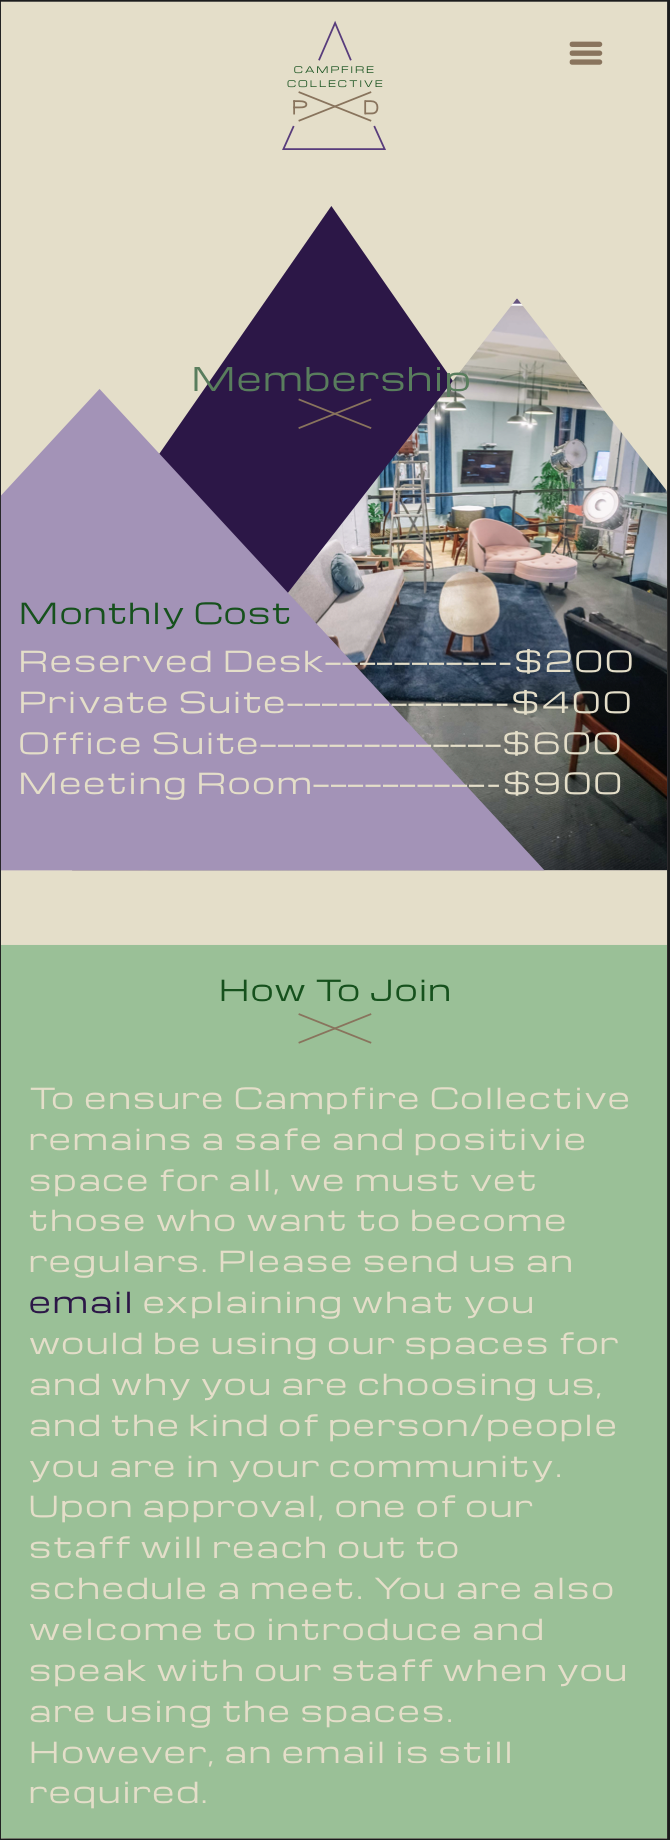 CAMPFIRE
COLLECTIVE
P D
Membership
Monthly Cost
Reserved Desk-----------$200
Private Suite-------------$400
Office Suite--------------$600
Meeting Room-----------$900
How To Join
To ensure Campfire Collective
remains a safe and positivie
space for all, we must vet
those who want to become
regulars. Please send us an
email explaining what you
would be using our spaces for
and why you are choosing us,
and the kind of person/people
you are in your community.
Upon approval, one of our
staff will reach out to
schedule a meet. You are also
welcome to introduce and
speak with our staff when you
are using the spaces.
However, an email is still
required.